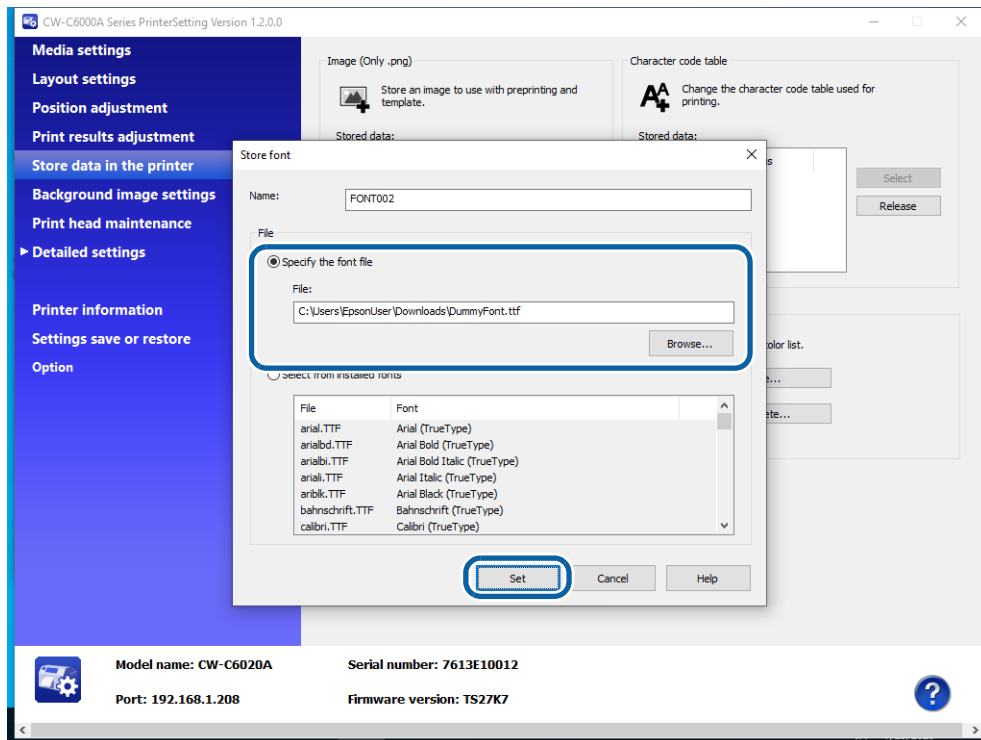 CW-C6000A Series PrinterSetting Version 1.2.0.0
Media settings
Layout settings
Position adjustment
Print results adjustment
Store data in the printer
Background image settings
Print head maintenance
Detailed settings
Printer information
Settings save or restore
Option
Image (Only .png)
Store an image to use with preprinting and
template.
Stored data:
Character code table
Change the character code table used for
printing.
Stored data:
Select
Release
Store font
Name:
FONT002
File
Specify the font file
File:
C:\Users\EpsonUser\Downloads\DummyFont.ttf
Browse...
Select from installed fonts
File Font
arial.TTF Arial (TrueType)
arialbd.TTF Arial Bold (TrueType)
arialbi.TTF Arial Bold Italic (TrueType)
ariali.TTF Arial Italic (TrueType)
ariblk.TTF Arial Black (TrueType)
bahnschrift.TTF Bahnschrift (TrueType)
calibri.TTF Calibri (TrueType)
Set Cancel Help
list.
Model name: CW-C6020A Serial number: 7613E10012
Port: 192.168.1.208 Firmware version: TS27K7
?